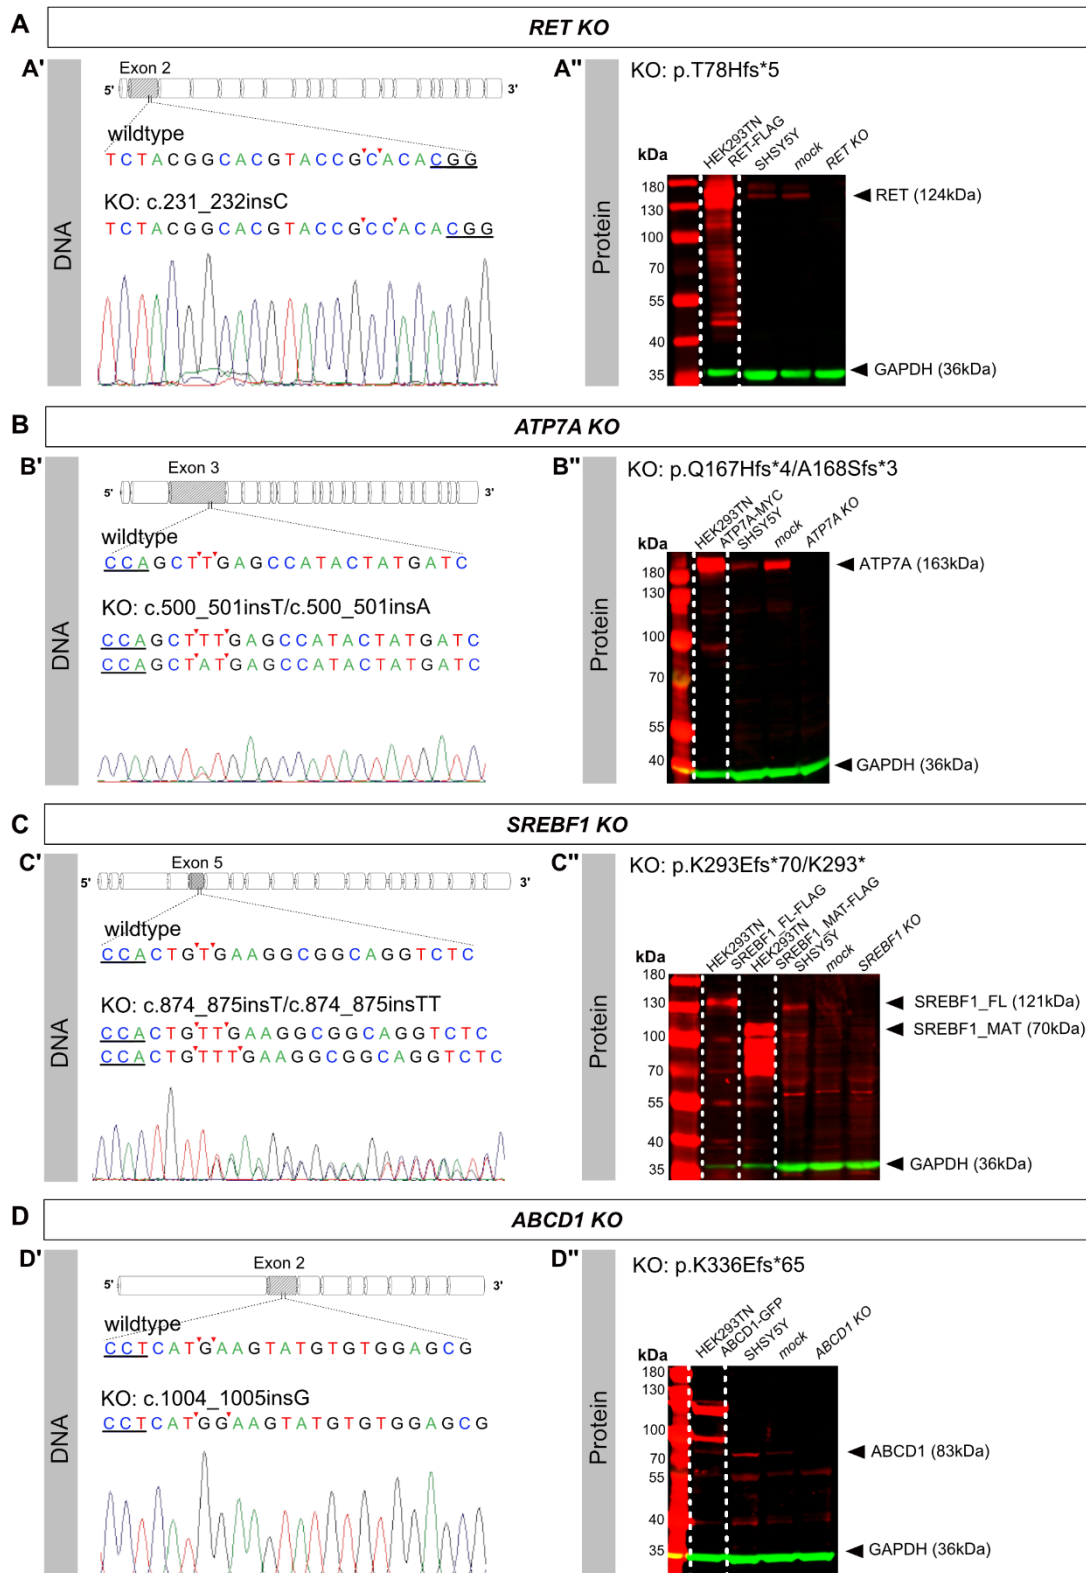 A RET KO
A' Exon 2 A" KO: p.T78Hfs*5
5' 3'
wildtype
TCTACGGCACGTACCGCACACGG
KO: c.231_232insC
TCTACGGCACGTACCGCCACACGG
DNA
Protein
HEK293TN
RET-FLAG
SHSY5Y
mock
RET KO
kDa
180
130
100
70
55
40
35
RET (124kDa)
GAPDH (36kDa)
B ATP7A KO
B' Exon 3 B" KO: p.Q167Hfs*4/A168Sfs*3
5' 3'
wildtype
CCAGCTTGAGCCATACTATGATC
KO: c.500_501insT/c.500_501insA
CCAGCTTTGAGCCATACTATGATC
CCAGCTATGAGCCATACTATGATC
DNA
Protein
HEK293TN
ATP7A-MYC
SHSY5Y
mock
ATP7A KO
kDa
180
130
100
70
55
40
ATP7A (163kDa)
GAPDH (36kDa)
C SREBF1 KO
C' Exon 5 C" KO: p.K293Efs*70/K293*
5' 3'
wildtype
CCACTGTGAAGGCGGCAGGTCTC
KO: c.874_875insT/c.874_875insTT
CCACTGTTGAAGGCGGCAGGTCTC
CCACTGTTTGAAGGCGGCAGGTCTC
DNA
Protein
HEK293TN
SREBF1_FL-FLAG
HEK293TN
SREBF1_MAT-FLAG
SHSY5Y
mock
SREBF1 KO
kDa
180
130
100
70
55
40
35
SREBF1_FL (121kDa)
SREBF1_MAT (70kDa)
GAPDH (36kDa)
D ABCD1 KO
D' Exon 2 D" KO: p.K336Efs*65
5' 3'
wildtype
CCTCATGAAGTATGTGTGGAGCG
KO: c.1004_1005insG
CCTCATGGAAGTATGTGTGGAGCG
DNA
Protein
HEK293TN
ABCD1-GFP
SHSY5Y
mock
ABCD1 KO
kDa
180
130
100
70
55
40
35
ABCD1 (83kDa)
GAPDH (36kDa)